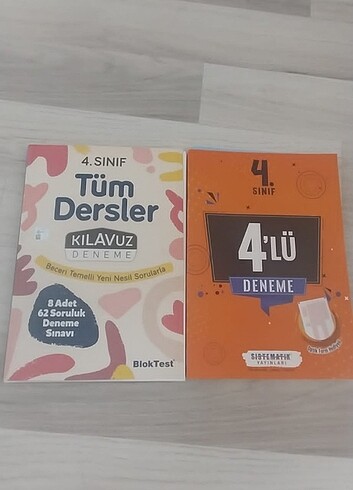 4. SINIF
Tüm
Dersler
KILAVUZ
DENEME
Beceri Temelli Yeni Nesil Sorularla
8 Adet
62 Soruluk
Deneme
Sınavı
BlokTest
4.
SINIF
4'LÜ
DENEME
SİSTEMATİK
YAYINLARI